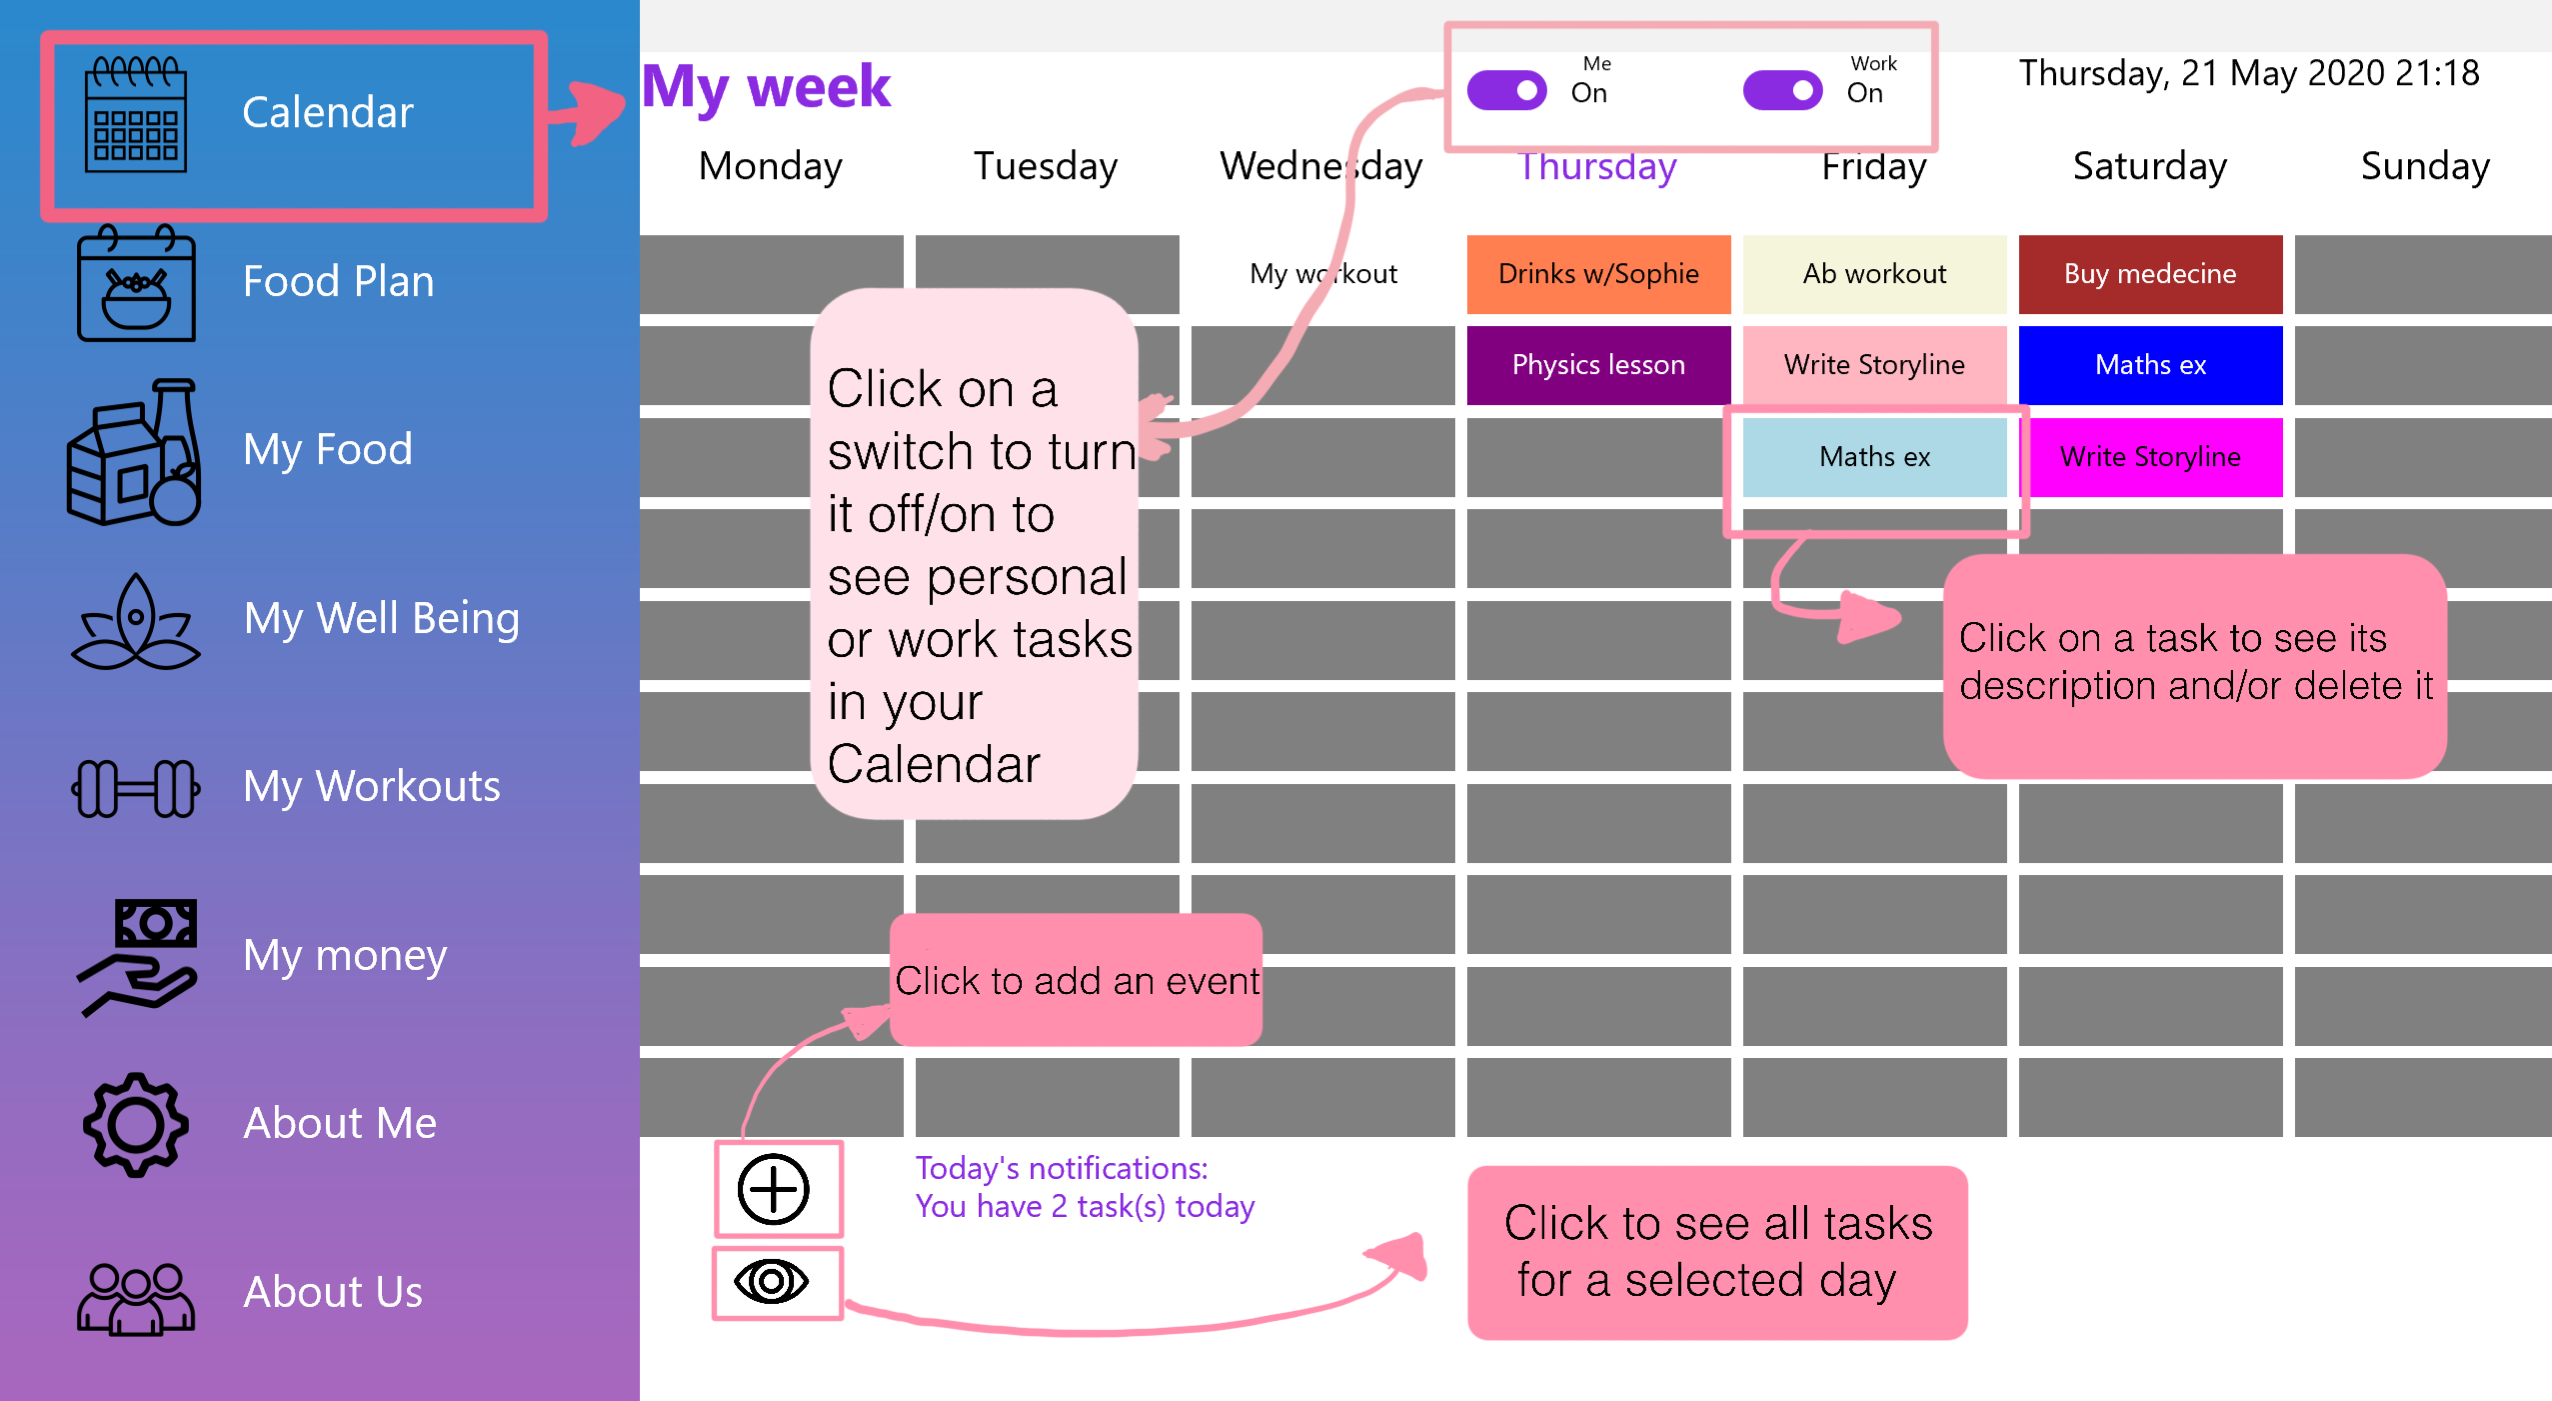 Calendar
Food Plan
My Food
My Well Being
My Workouts
My money
About Me
About Us
My week
Me
On
Work
On
Thursday, 21 May 2020 21:18
Monday
Tuesday
Wednesday
Thursday
Friday
Saturday
Sunday
My workout
Drinks w/Sophie
Ab workout
Buy medecine
Physics lesson
Write Storyline
Maths ex
Maths ex
Write Storyline
Click on a
switch to turn
it off/on to
see personal
or work tasks
in your
Calendar
Click on a task to see its
description and/or delete it
Click to add an event
Today's notifications:
You have 2 task(s) today
Click to see all tasks
for a selected day